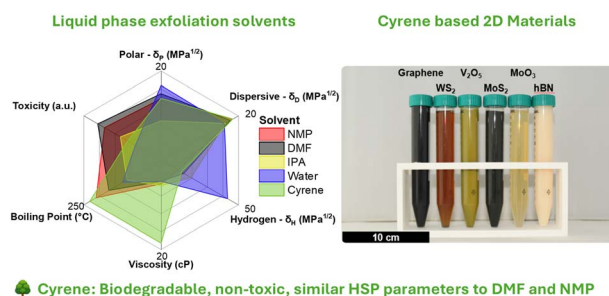 Liquid phase exfoliation solvents
Polar - δP (MPa1/2)
20
Dispersive - δD (MPa1/2)
20
Toxicity (a.u.)
Solvent
NMP
DMF
IPA
Water
Cyrene
250
Boiling Point (°C)
50
Hydrogen - δH (MPa1/2)
20
Viscosity (cP)
Cyrene based 2D Materials
Graphene V2O5 MoO3
WS2 MoS2 hBN
10 cm
Cyrene: Biodegradable, non-toxic, similar HSP parameters to DMF and NMP